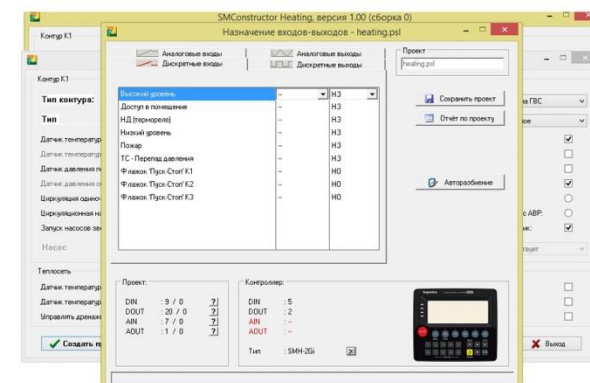 SMConstructor Heating, версия 1.00 (сборка 0)
Назначение входов-выходов - heating.psl
Контур К1
Аналоговые входы
Аналоговые выходы
Дискретные входы
Дискретные выходы
Проект
heating.psl
Контур К1
Тип контура:
на ГВС
Тип
Высокий уровень – НЗ
Доступ в помещение – НЗ
НД (термореле) – НЗ
Низкий уровень – НЗ
Пожар – НЗ
ТС - Перепад давления – НЗ
Флажок 'Пуск-Стоп' К1 – НО
Флажок 'Пуск-Стоп' К2 – НО
Флажок 'Пуск-Стоп' К3 – НО
Сохранить проект
Отчёт по проекту
Авторазбиение
Датчик температур
Датчик температур
Датчик давления п
Датчик давления о
Циркуляция одиноч
Циркуляционная на
с АВР:
Запуск насосов зв
Насос
Теплосеть
Датчик температур
Датчик температур
Управлять дренаж
Создать п
Выход
Проект:
DIN : 9 / 0 ?
DOUT : 20 / 0 ?
AIN : 7 / 0 ?
AOUT : 1 / 0 ?
Контроллер:
DIN : 5
DOUT : 2
AIN : –
AOUT : –
Тип : SMH-2Gi